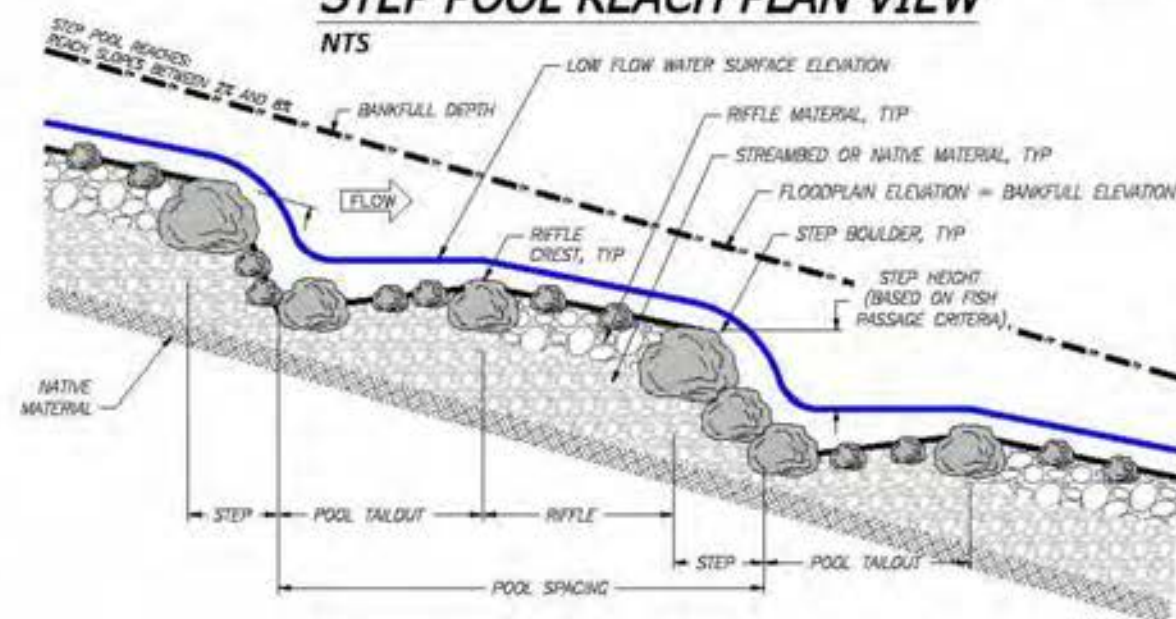 STEP POOL REACH PLAN VIEW
NTS
STEP POOL REACHES:
REACH SLOPES BETWEEN 2% AND 8%
BANKFULL DEPTH
LOW FLOW WATER SURFACE ELEVATION
RIFFLE MATERIAL, TYP
STREAMBED OR NATIVE MATERIAL, TYP
FLOODPLAIN ELEVATION = BANKFULL ELEVATION
FLOW
RIFFLE
CREST, TYP
STEP BOULDER, TYP
STEP HEIGHT
(BASED ON FISH
PASSAGE CRITERIA)
NATIVE
MATERIAL
STEP
POOL TAILOUT
RIFFLE
STEP
POOL TAILOUT
POOL SPACING